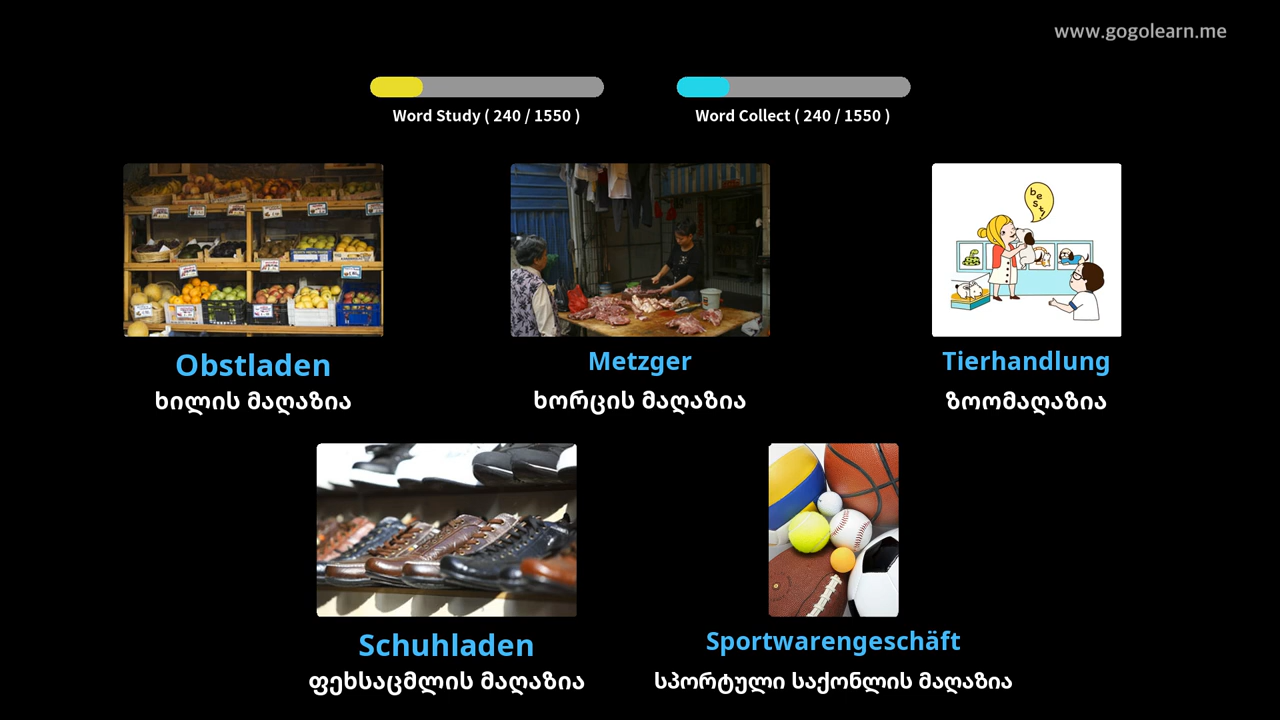 www.gogolearn.me
Word Study ( 240 / 1550 )
Word Collect ( 240 / 1550 )
best!
Obstladen
Metzger
Tierhandlung
ხილის მაღაზია
ხორცის მაღაზია
ზოომაღაზია
Schuhladen
Sportwarengeschäft
ფეხსაცმლის მაღაზია
სპორტული საქონლის მაღაზია